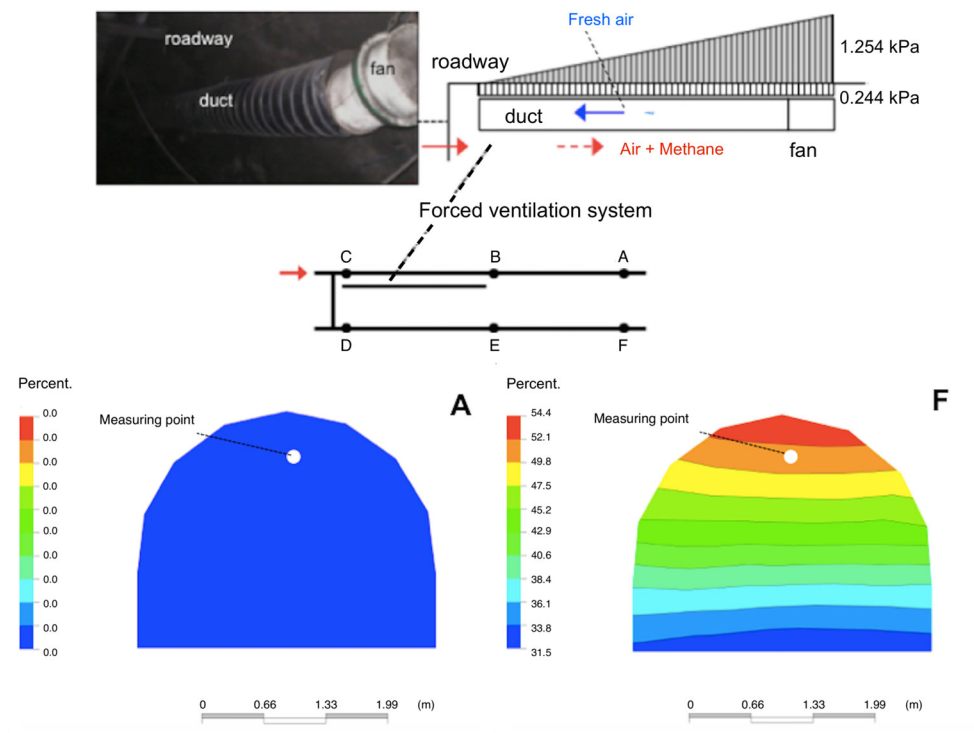 roadway
fan
duct
Fresh air
roadway
1.254 kPa
0.244 kPa
duct
Air + Methane
fan
Forced ventilation system
C
B
A
D
E
F
Percent.
0.0
0.0
0.0
0.0
0.0
0.0
0.0
0.0
0.0
0.0
0.0
Measuring point
A
0
0.66
1.33
1.99
(m)
Percent.
54.4
52.1
49.8
47.5
45.2
42.9
40.6
38.4
36.1
33.8
31.5
Measuring point
F
0
0.66
1.33
1.99
(m)